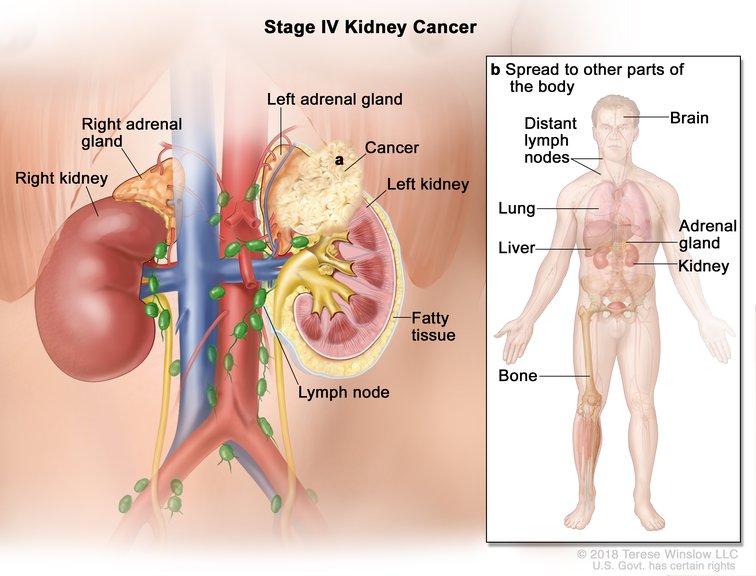 Stage IV Kidney Cancer
Left adrenal gland
Right adrenal
gland
a
Cancer
Right kidney
Left kidney
Fatty
tissue
Lymph node
b Spread to other parts of
the body
Brain
Distant
lymph
nodes
Lung
Adrenal
gland
Liver
Kidney
Bone
© 2018 Terese Winslow LLC
U.S. Govt. has certain rights